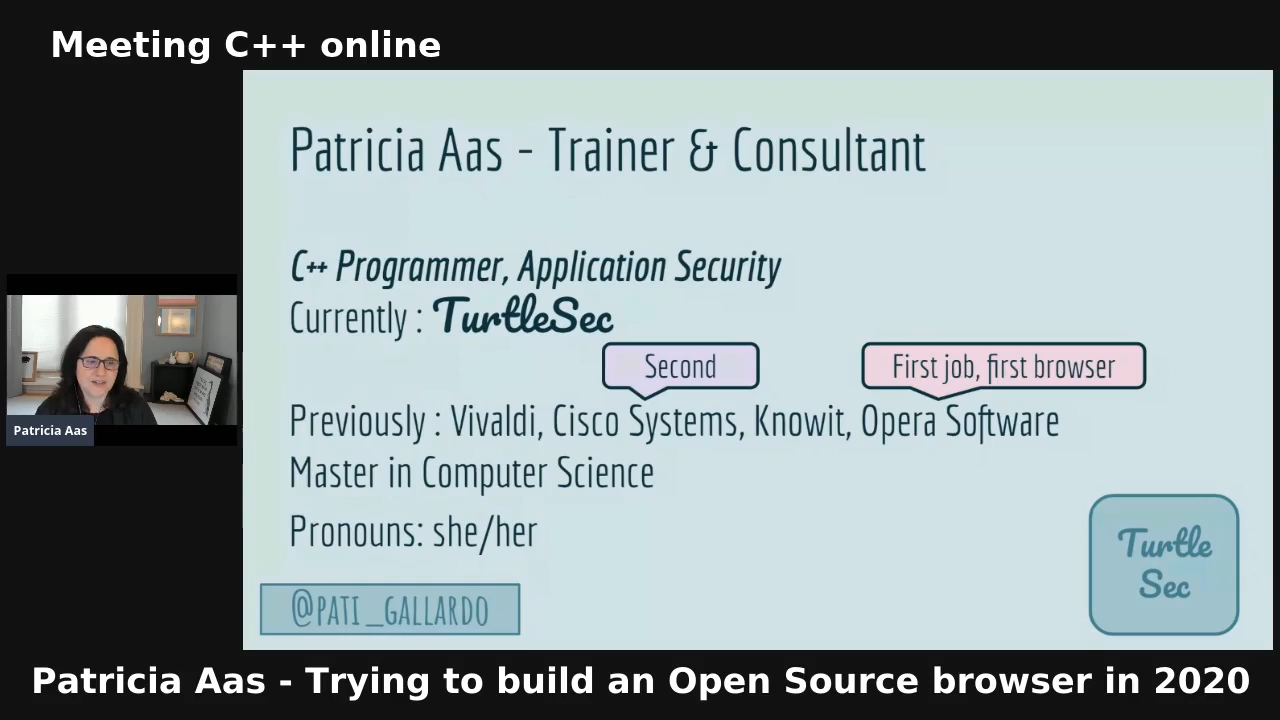 Meeting C++ online
Patricia Aas - Trainer & Consultant
C++ Programmer, Application Security
Currently : TurtleSec
Second
First job, first browser
Previously : Vivaldi, Cisco Systems, Knowit, Opera Software
Master in Computer Science
Pronouns: she/her
@PATI_GALLARDO
Turtle
Sec
Patricia Aas
Patricia Aas - Trying to build an Open Source browser in 2020